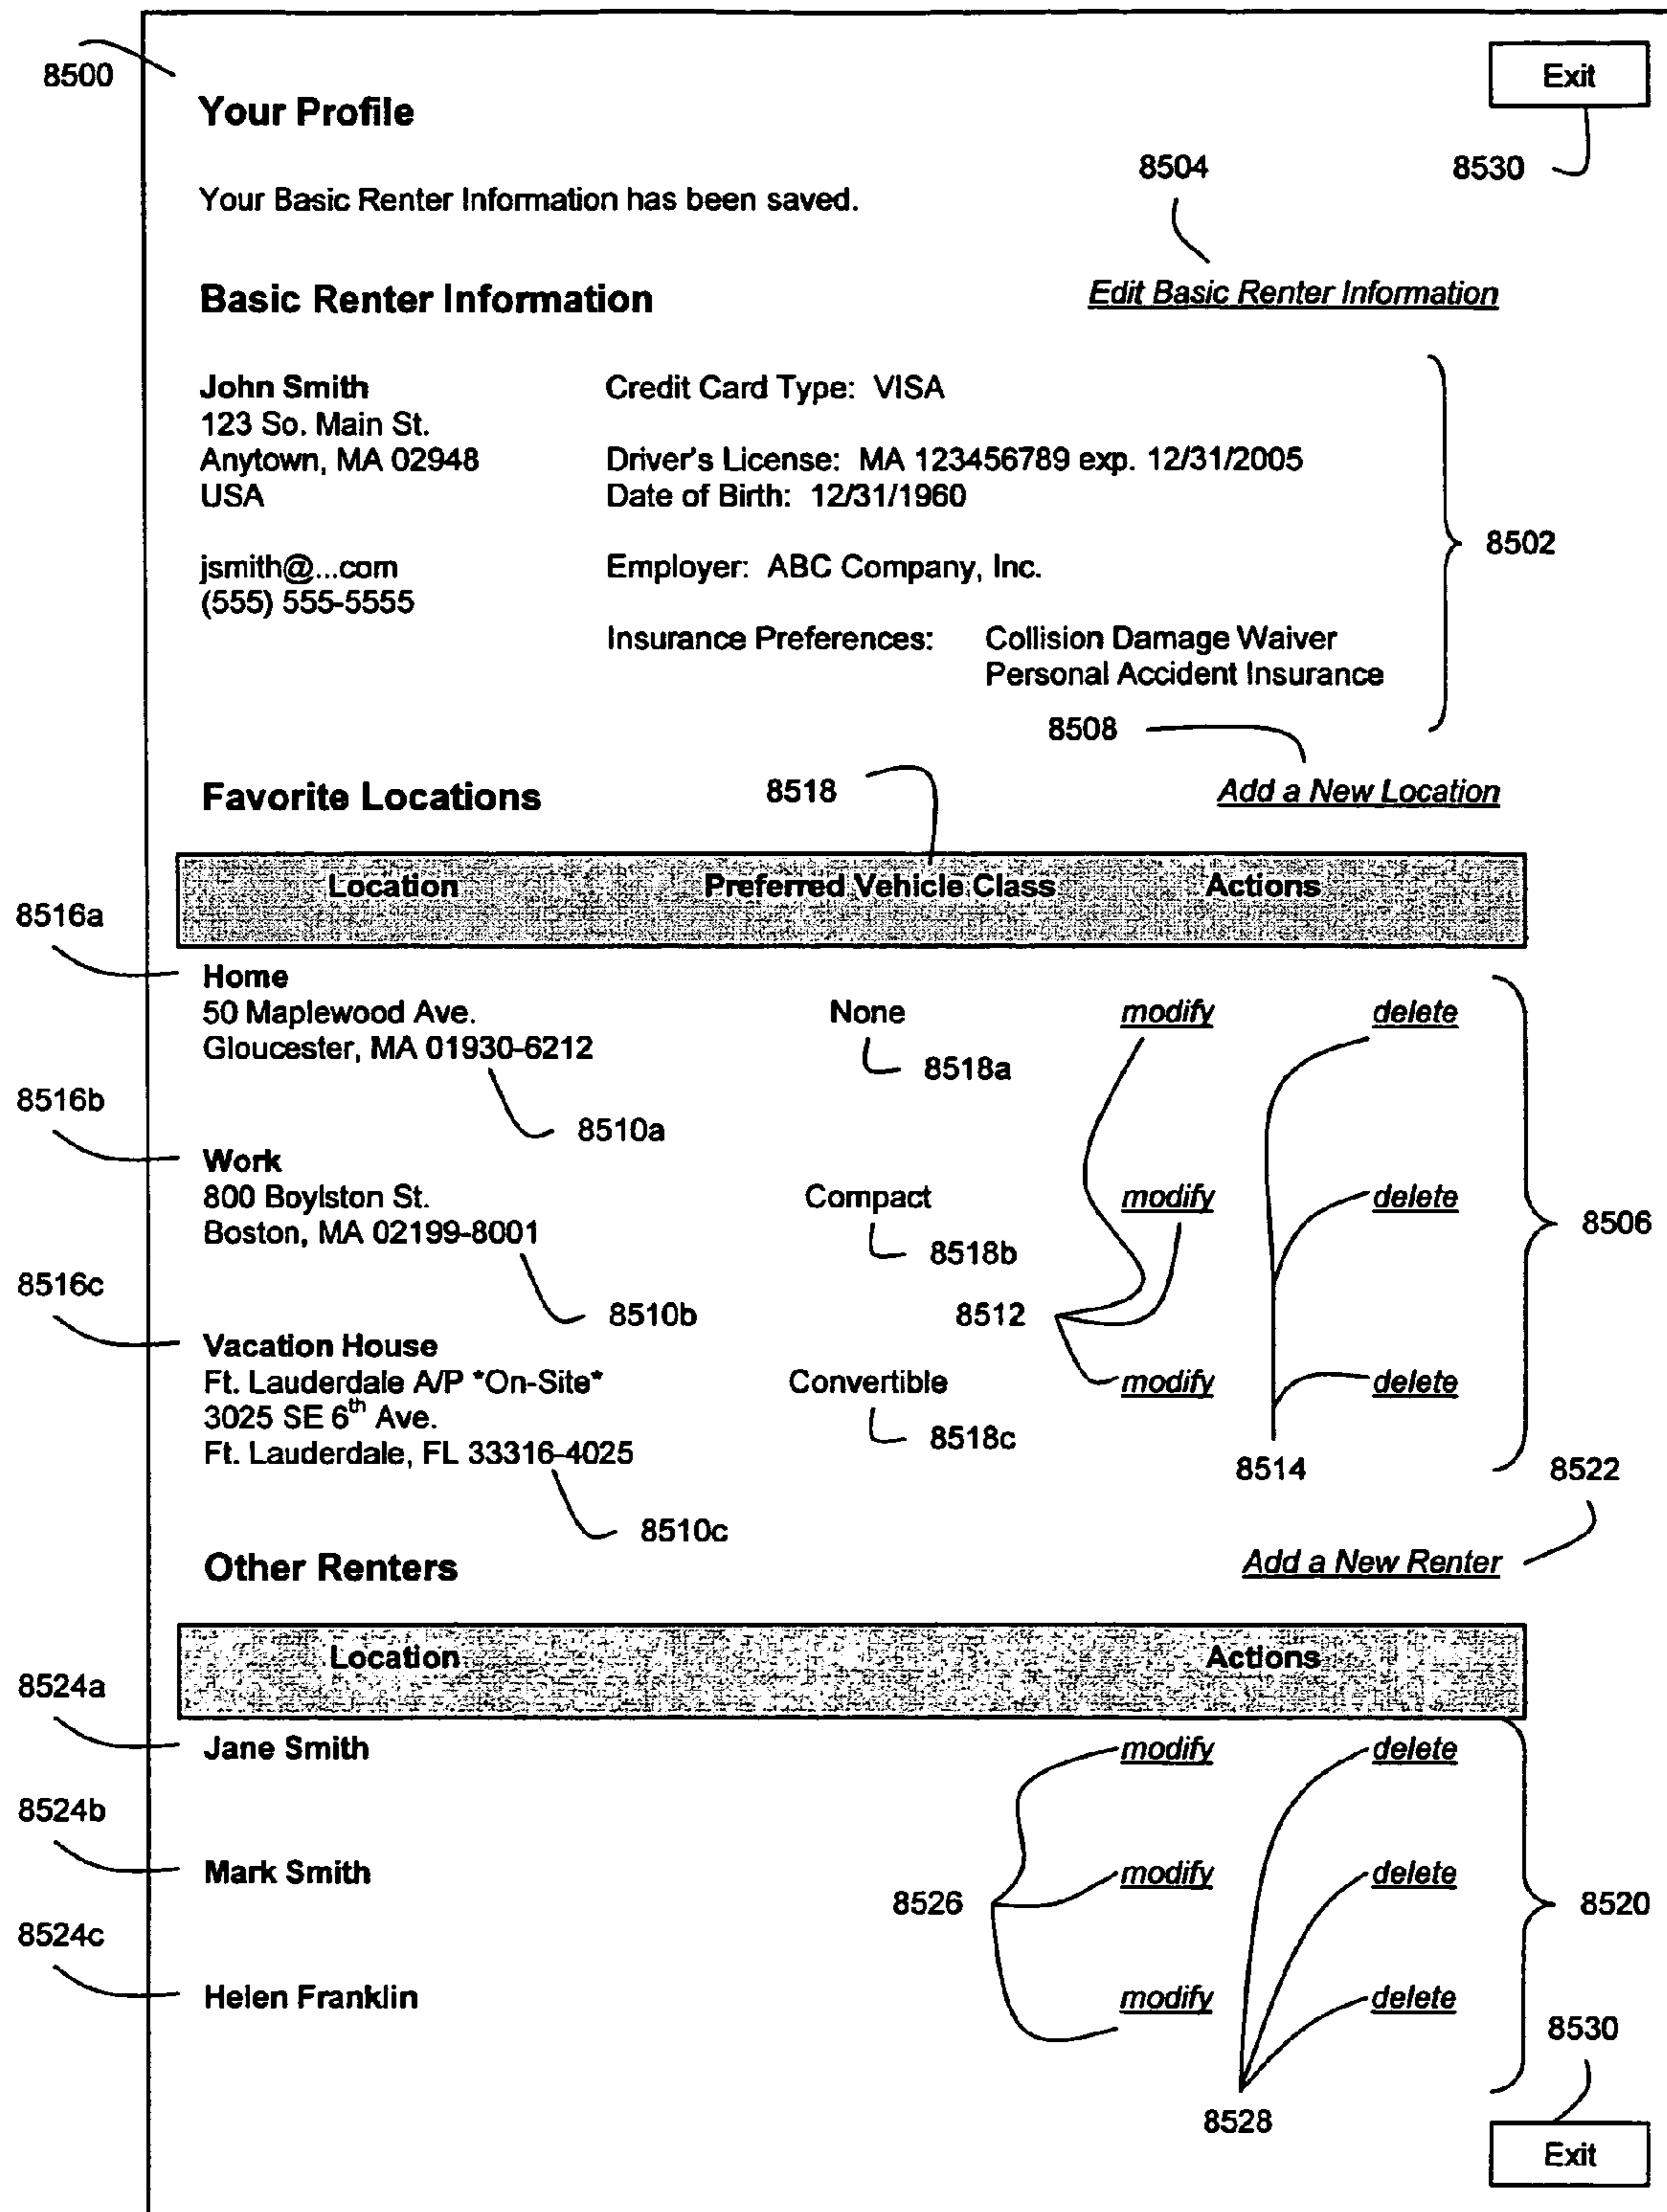 8500
Exit
Your Profile
8504
8530
Your Basic Renter Information has been saved.
Basic Renter Information
Edit Basic Renter Information
John Smith
123 So. Main St.
Anytown, MA 02948
USA
jsmith@...com
(555) 555-5555
Credit Card Type: VISA
Driver's License: MA 123456789 exp. 12/31/2005
Date of Birth: 12/31/1960
Employer: ABC Company, Inc.
Insurance Preferences: Collision Damage Waiver
Personal Accident Insurance
8502
8508
Favorite Locations
8518
Add a New Location
Location Preferred Vehicle Class Actions
8516a
Home
50 Maplewood Ave.
Gloucester, MA 01930-6212
None
modify
delete
8518a
8510a
8516b
Work
800 Boylston St.
Boston, MA 02199-8001
Compact
modify
delete
8506
8518b
8510b
8512
8516c
Vacation House
Ft. Lauderdale A/P *On-Site*
3025 SE 6th Ave.
Ft. Lauderdale, FL 33316-4025
Convertible
modify
delete
8518c
8514
8522
8510c
Other Renters
Add a New Renter
Location Actions
8524a
Jane Smith
modify
delete
8524b
Mark Smith
modify
delete
8526
8520
8524c
Helen Franklin
modify
delete
8530
8528
Exit